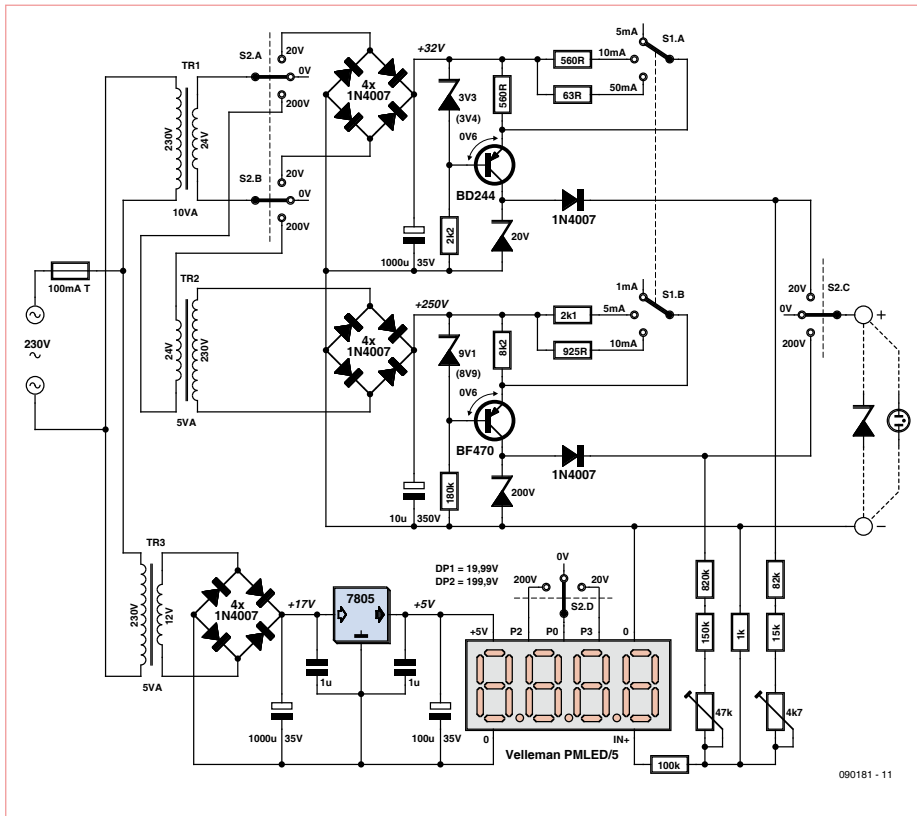 TR1
230V
24V
10VA
S2.A
20V
0V
200V
S2.B
20V
0V
200V
4x
1N4007
+32V
1000u 35V
3V3
(3V4)
0V6
560R
2k2
BD244
20V
560R
63R
5mA
10mA
50mA
S1.A
1N4007
100mA T
230V
~
TR2
24V
230V
5VA
4x
1N4007
+250V
10u 350V
9V1
(8V9)
0V6
8k2
180k
BF470
200V
2k1
925R
1mA
5mA
10mA
S1.B
1N4007
20V
0V
200V
S2.C
+
–
TR3
230V
12V
5VA
4x
1N4007
+17V
1000u 35V
1u
7805
1u
+5V
100u 35V
DP1 = 19,99V
DP2 = 199,9V
0V
200V
20V
S2.D
+5V
P2
P0
P3
0
0
IN+
Velleman PMLED/5
100k
820k
150k
47k
1k
82k
15k
4k7
090181 - 11